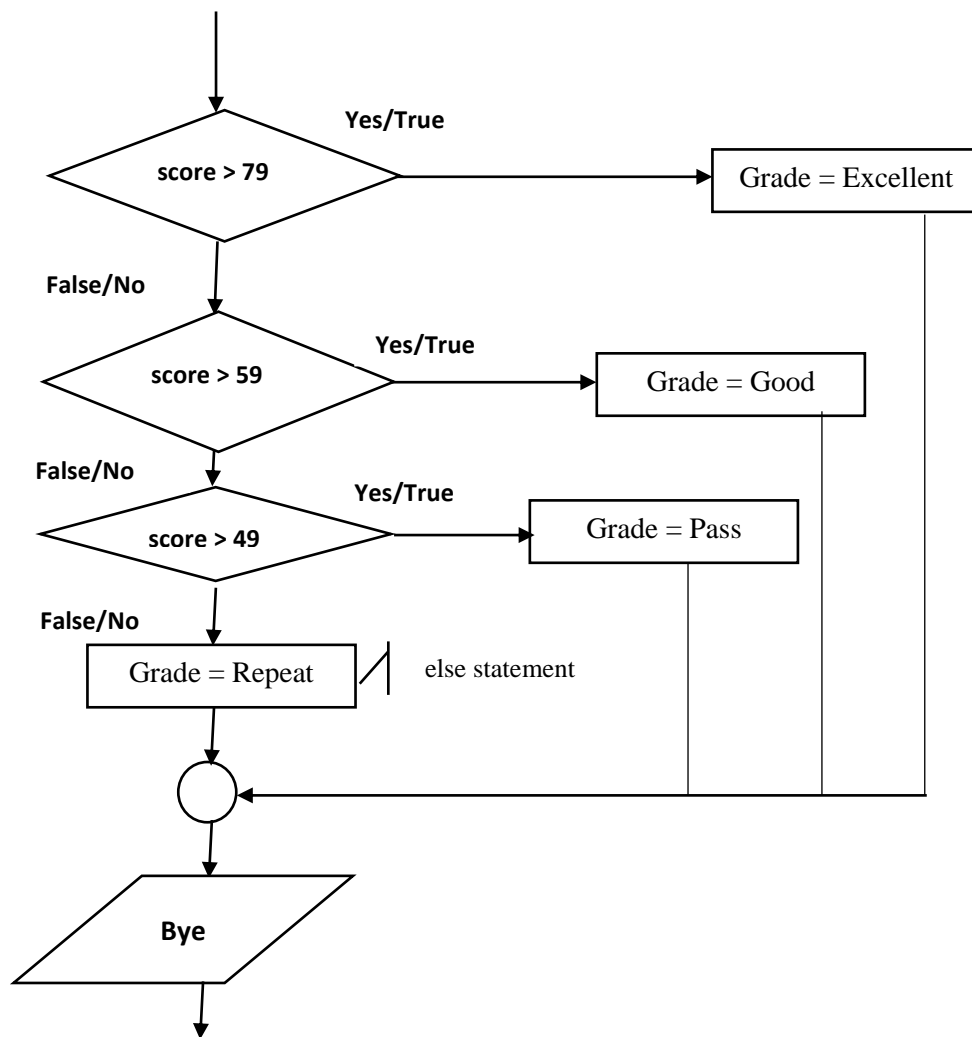 Yes/True
score > 79
Grade = Excellent
False/No
Yes/True
score > 59
Grade = Good
False/No
Yes/True
score > 49
Grade = Pass
False/No
Grade = Repeat
else statement
Bye